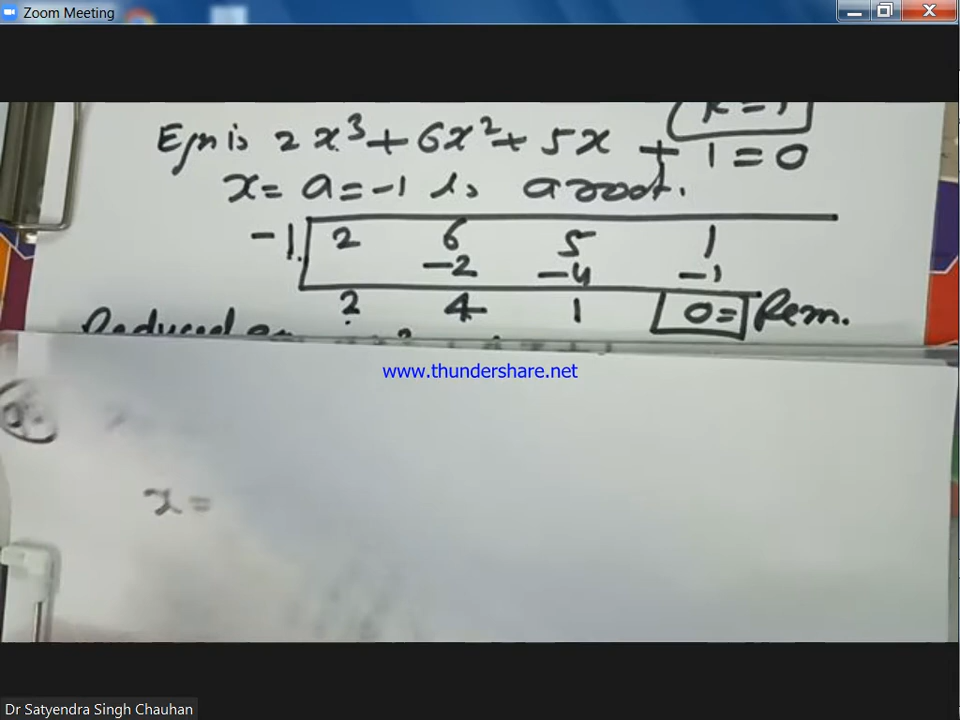 Zoom Meeting
k=1
Eqn is 2x³+6x²+5x+1=0
x=a=-1 is a root.
-1 2 6 5 1
-2 -4 -1
2 4 1 0= Rem.
Reduced
www.thundershare.net
x=
Dr Satyendra Singh Chauhan